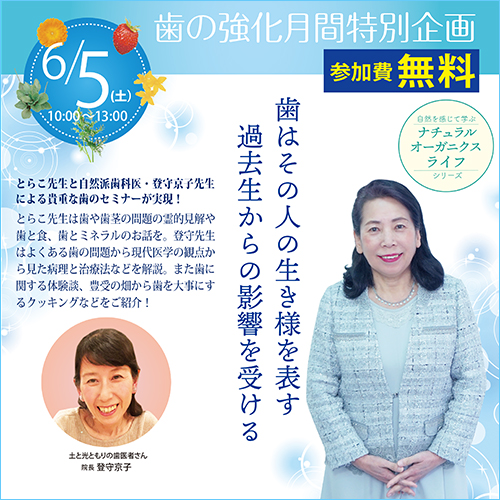 歯の強化月間特別企画
6/5(土)
10:00〜13:00
参加費 無料
自然を感じて学ぶ
ナチュラル
オーガニクス
ライフ
シリーズ
歯はその人の生き様を表す
過去生からの影響を受ける
とらこ先生と自然派歯科医・登守京子先生
による貴重な歯のセミナーが実現！
とらこ先生は歯や歯茎の問題の霊的見解や
歯と食、歯とミネラルのお話を。登守先生
はよくある歯の問題から現代医学の観点か
ら見た病理と治療法などを解説。また歯に
関する体験談、豊受の畑から歯を大事にす
るクッキングなどをご紹介！
土と光ともりの歯医者さん
院長 登守京子